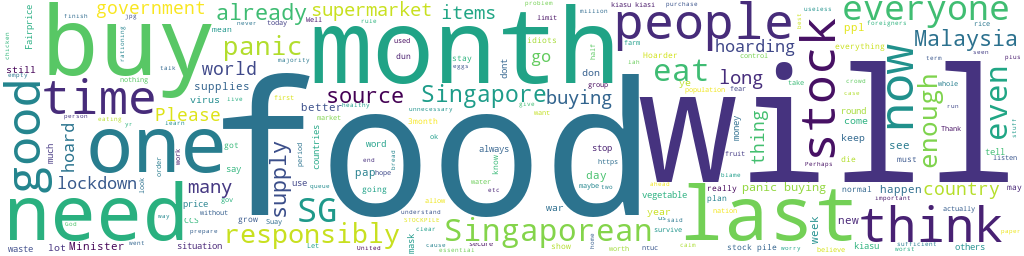 buy
month
food
will
people
everyone
already
government
supermarket
items
panic
hoarding
Malaysia
world
supplies
virus
Please
better
source
Singapore
buying
eat
long
time
good
one
stock
now
even
enough
thing
need
SG
responsibly
Singaporean
last
think
supply
hoard
lockdown
many
Minister
situation
country
panic buying
stock pile
vegetable
year
week
new
kiasu
others
happen
normal
see
keep
come
round
must
tell
listen
may
actually
important
Perhaps
Thank
ppl
idiots
Hoarder
kiasu kiasi
go
dont
don
stay
day
stop
war
word
pap
going
hope
bread
always
know
water
etc
https
maybe
used
dun
group
half
countries
period
market
unnecessary
3month
ok
healthy
give
want
eggs
farm
lah
control
population
fear
money
fruit
really
plan
nation
blame
survive
said
calm
worry
believe
worst
sufficient
purchase
limit
problem
million
everything
crowd
case
take
die
foreigners
rice
term
whole
run
plus
stuff
useless
seen
Fairprice
finish
jpg
never
today
rule
Well
rationing
mean
nothing
talk
majority
chicken
empty
still
person
eating
yr
learn
work
order
look
much
say
got
gov
price
without
way
God
prepare
went
waste
lot
grow
Suay
use
queue
Let
understand
clear
cause
essential
mask
United
secure
show
worth
home
ntuc
us
first
live
end